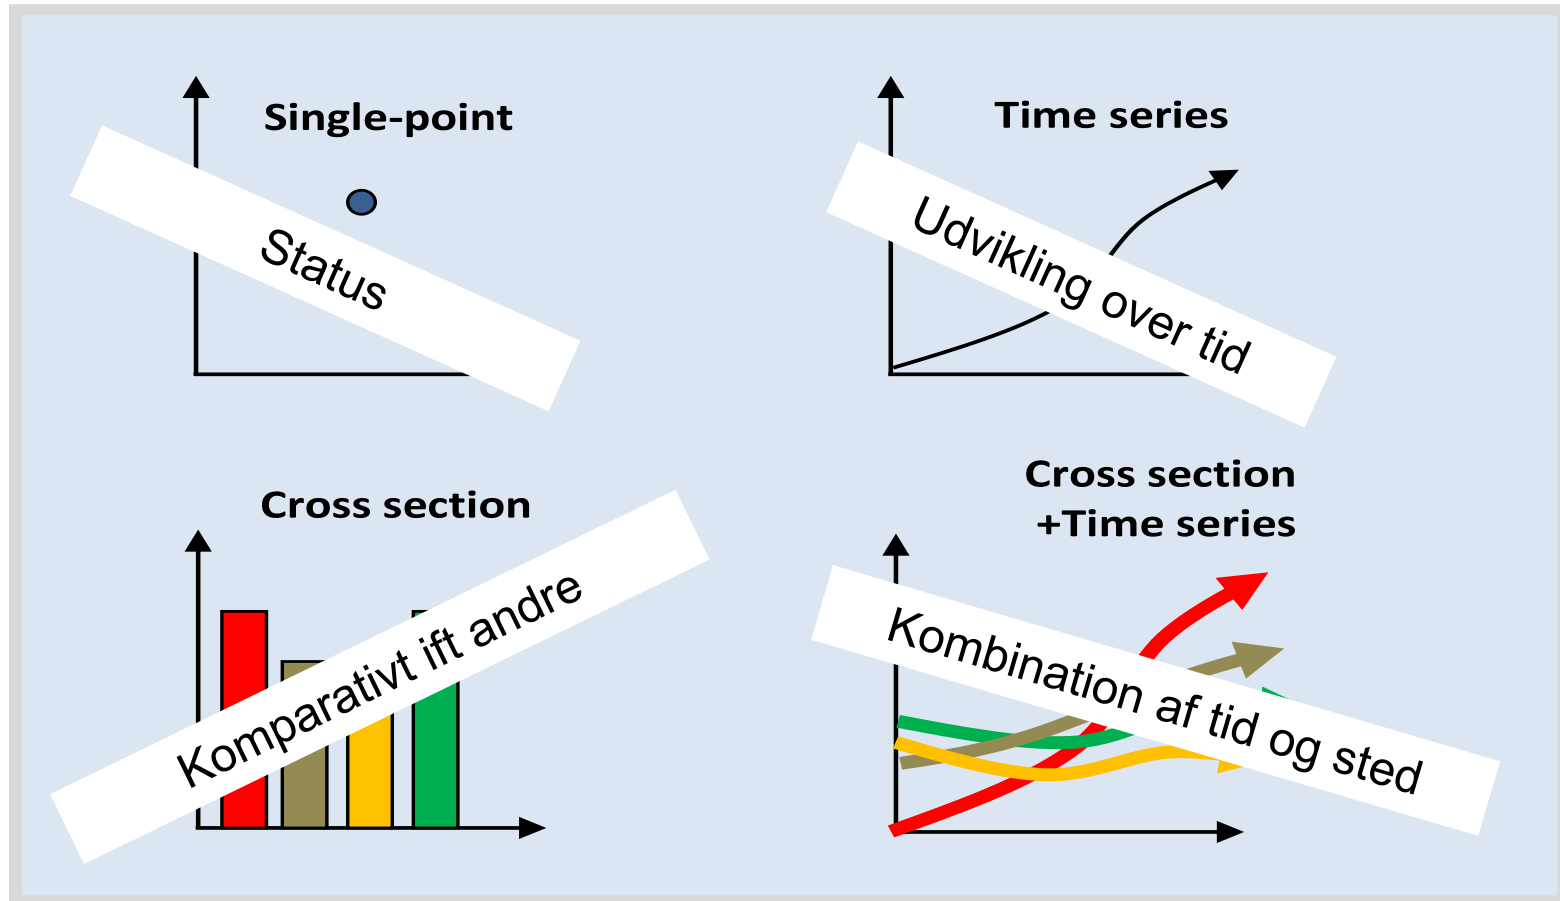 Single-point
Status
Time series
Udvikling over tid
Cross section
Komparativt ift andre
Cross section
+Time series
Kombination af tid og sted